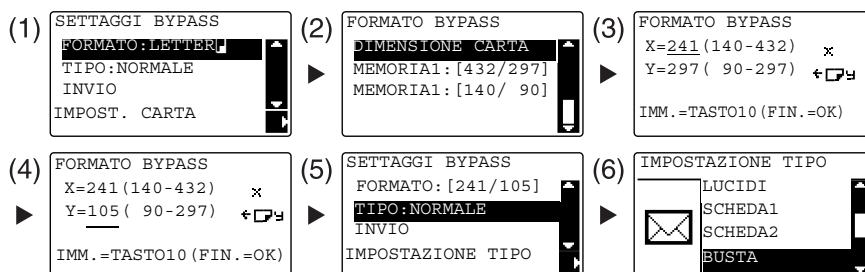 (1)
SETTAGGI BYPASS
FORMATO:LETTER
TIPO:NORMALE
INVIO
IMPOST. CARTA
(2)
FORMATO BYPASS
DIMENSIONE CARTA
MEMORIA1:[432/297]
MEMORIA1:[140/ 90]
(3)
FORMATO BYPASS
X=241(140-432)
Y=297( 90-297)
x
y
IMM.=TASTO10(FIN.=OK)
(4)
FORMATO BYPASS
X=241(140-432)
Y=105( 90-297)
x
y
IMM.=TASTO10(FIN.=OK)
(5)
SETTAGGI BYPASS
FORMATO:[241/105]
TIPO:NORMALE
INVIO
IMPOSTAZIONE TIPO
(6)
IMPOSTAZIONE TIPO
LUCIDI
SCHEDA1
SCHEDA2
BUSTA